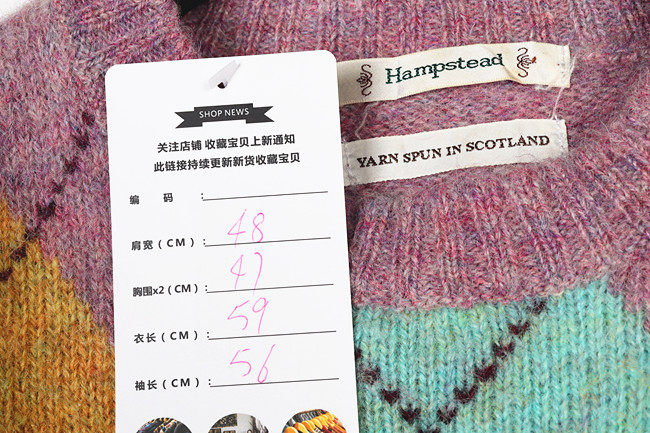 Hampstead
YARN SPUN IN SCOTLAND
SHOP NEWS
关注店铺 收藏宝贝上新通知
此链接持续更新新货收藏宝贝
编 码 :
肩宽(CM): 48
胸围x2(CM): 47
衣长(CM): 59
袖长(CM): 56